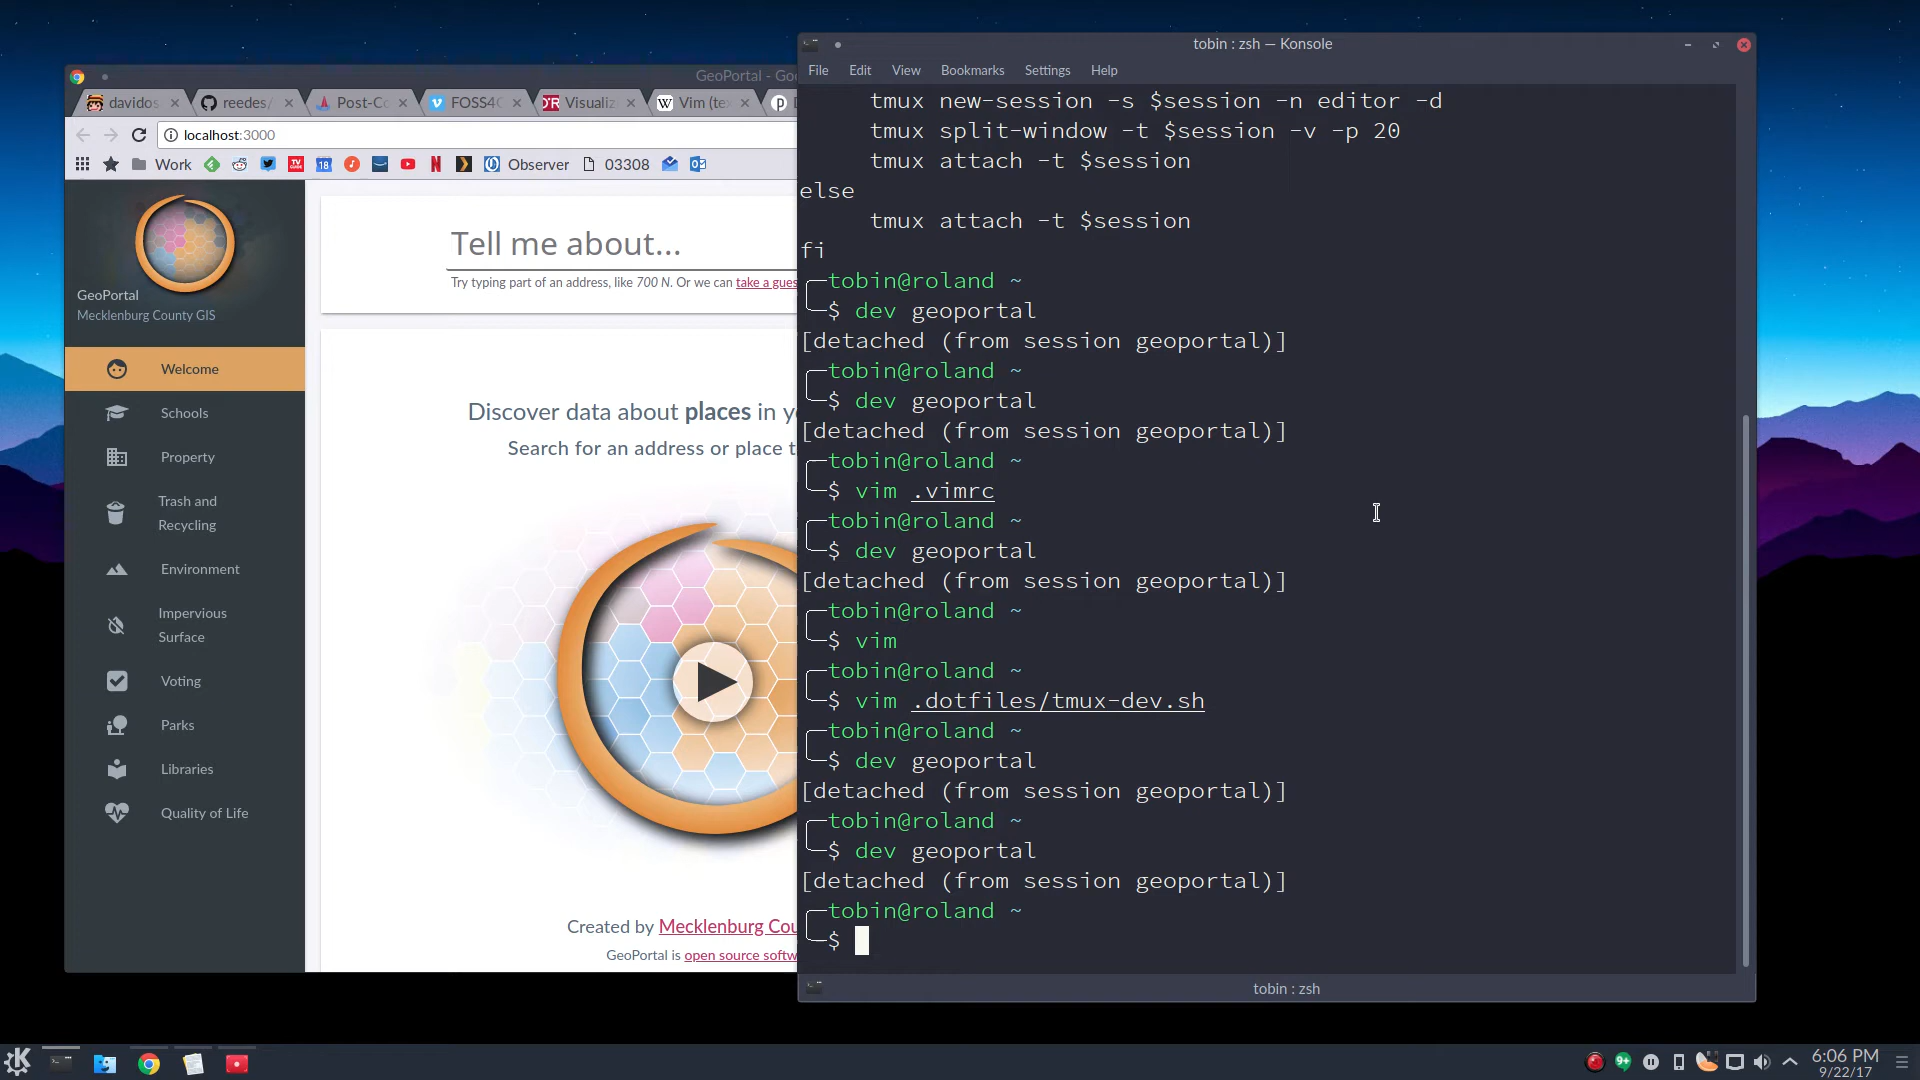 GeoPortal - Goo
davidos
reedes/
Post-Co
FOSS4G
Visualiz
Vim (tex
localhost:3000
Work
18
Observer
03308
GeoPortal
Mecklenburg County GIS
Welcome
Schools
Property
Trash and
Recycling
Environment
Impervious
Surface
Voting
Parks
Libraries
Quality of Life
Tell me about...
Try typing part of an address, like 700 N. Or we can take a gues
Discover data about places in y
Search for an address or place t
Created by Mecklenburg Cou
GeoPortal is open source softw
tobin : zsh — Konsole
File Edit View Bookmarks Settings Help
tmux new-session -s $session -n editor -d
tmux split-window -t $session -v -p 20
tmux attach -t $session
else
tmux attach -t $session
fi
tobin@roland ~
$ dev geoportal
[detached (from session geoportal)]
tobin@roland ~
$ dev geoportal
[detached (from session geoportal)]
tobin@roland ~
$ vim .vimrc
tobin@roland ~
$ dev geoportal
[detached (from session geoportal)]
tobin@roland ~
$ vim
tobin@roland ~
$ vim .dotfiles/tmux-dev.sh
tobin@roland ~
$ dev geoportal
[detached (from session geoportal)]
tobin@roland ~
$ dev geoportal
[detached (from session geoportal)]
tobin@roland ~
$
tobin : zsh
9+
6:06 PM
9/22/17